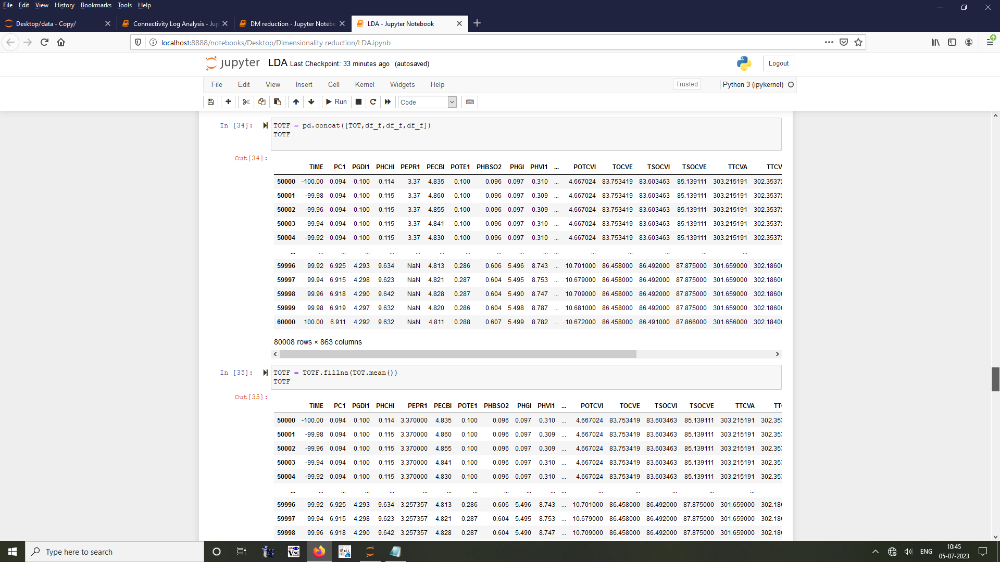 File Edit View History Bookmarks Tools Help
Desktop/data - Copy/
Connectivity Log Analysis - Jup
DM reduction - Jupyter Notebo
LDA - Jupyter Notebook
localhost:8888/notebooks/Desktop/Dimensionality reduction/LDA.ipynb
jupyter LDA Last Checkpoint: 33 minutes ago (autosaved) Logout
File Edit View Insert Cell Kernel Widgets Help Trusted Python 3 (ipykernel)
Run Code
In [34]: TOTF = pd.concat([TOT,df_f,df_f,df_f])
TOTF
Out[34]:
TIME PC1 PGDI1 PHCHI PEPR1 PECBI POTE1 PHBSO2 PHGI PHVI1 ... POTCVI TOCVE TSOCVI TSOCVE TTCVA TTCV
50000 -100.00 0.094 0.100 0.114 3.37 4.835 0.100 0.096 0.097 0.310 ... 4.667024 83.753419 83.603463 85.139111 303.215191 302.35372
50001 -99.98 0.094 0.100 0.115 3.37 4.860 0.100 0.096 0.097 0.309 ... 4.667024 83.753419 83.603463 85.139111 303.215191 302.35372
50002 -99.96 0.094 0.100 0.115 3.37 4.855 0.100 0.096 0.097 0.309 ... 4.667024 83.753419 83.603463 85.139111 303.215191 302.35372
50003 -99.94 0.094 0.100 0.115 3.37 4.841 0.100 0.096 0.097 0.310 ... 4.667024 83.753419 83.603463 85.139111 303.215191 302.35372
50004 -99.92 0.094 0.100 0.115 3.37 4.830 0.100 0.096 0.097 0.310 ... 4.667024 83.753419 83.603463 85.139111 303.215191 302.35372
... ... ... ... ... ... ... ... ... ... ... ... ... ... ... ... ...
59996 99.92 6.925 4.293 9.634 NaN 4.813 0.286 0.606 5.496 8.743 ... 10.701000 86.458000 86.492000 87.875000 301.659000 302.18600
59997 99.94 6.915 4.298 9.623 NaN 4.821 0.287 0.604 5.495 8.753 ... 10.679000 86.458000 86.492000 87.875000 301.659000 302.18600
59998 99.96 6.918 4.290 9.642 NaN 4.828 0.287 0.604 5.490 8.747 ... 10.709000 86.458000 86.492000 87.875000 301.659000 302.18600
59999 99.98 6.919 4.297 9.632 NaN 4.820 0.286 0.604 5.498 8.787 ... 10.681000 86.458000 86.492000 87.875000 301.659000 302.18600
60000 100.00 6.911 4.292 9.632 NaN 4.811 0.288 0.607 5.499 8.782 ... 10.672000 86.458000 86.491000 87.866000 301.656000 302.18400
80008 rows × 863 columns
In [35]: TOTF = TOTF.fillna(TOT.mean())
TOTF
Out[35]:
TIME PC1 PGDI1 PHCHI PEPR1 PECBI POTE1 PHBSO2 PHGI PHVI1 ... POTCVI TOCVE TSOCVI TSOCVE TTCVA TT
50000 -100.00 0.094 0.100 0.114 3.370000 4.835 0.100 0.096 0.097 0.310 ... 4.667024 83.753419 83.603463 85.139111 303.215191 302.35
50001 -99.98 0.094 0.100 0.115 3.370000 4.860 0.100 0.096 0.097 0.309 ... 4.667024 83.753419 83.603463 85.139111 303.215191 302.35
50002 -99.96 0.094 0.100 0.115 3.370000 4.855 0.100 0.096 0.097 0.309 ... 4.667024 83.753419 83.603463 85.139111 303.215191 302.35
50003 -99.94 0.094 0.100 0.115 3.370000 4.841 0.100 0.096 0.097 0.310 ... 4.667024 83.753419 83.603463 85.139111 303.215191 302.35
50004 -99.92 0.094 0.100 0.115 3.370000 4.830 0.100 0.096 0.097 0.310 ... 4.667024 83.753419 83.603463 85.139111 303.215191 302.35
... ... ... ... ... ... ... ... ... ... ... ... ... ... ... ... ...
59996 99.92 6.925 4.293 9.634 3.257357 4.813 0.286 0.606 5.496 8.743 ... 10.701000 86.458000 86.492000 87.875000 301.659000 302.18
59997 99.94 6.915 4.298 9.623 3.257357 4.821 0.287 0.604 5.495 8.753 ... 10.679000 86.458000 86.492000 87.875000 301.659000 302.18
59998 99.96 6.918 4.290 9.642 3.257357 4.828 0.287 0.604 5.490 8.747 ... 10.709000 86.458000 86.492000 87.875000 301.659000 302.18
Type here to search
VNC
ENG
10:45
05-07-2023